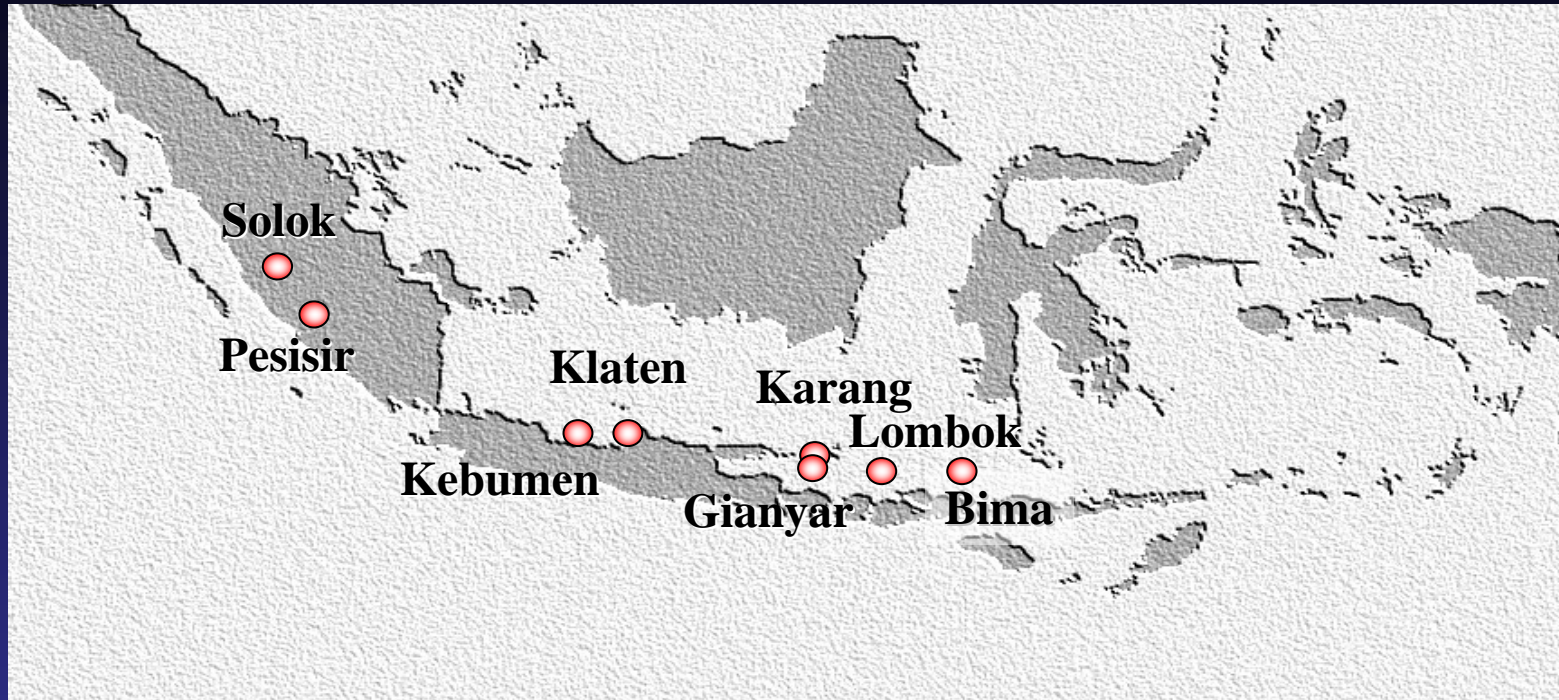 Solok
Pesisir
Klaten
Karang
Lombok
Kebumen
Gianyar
Bima